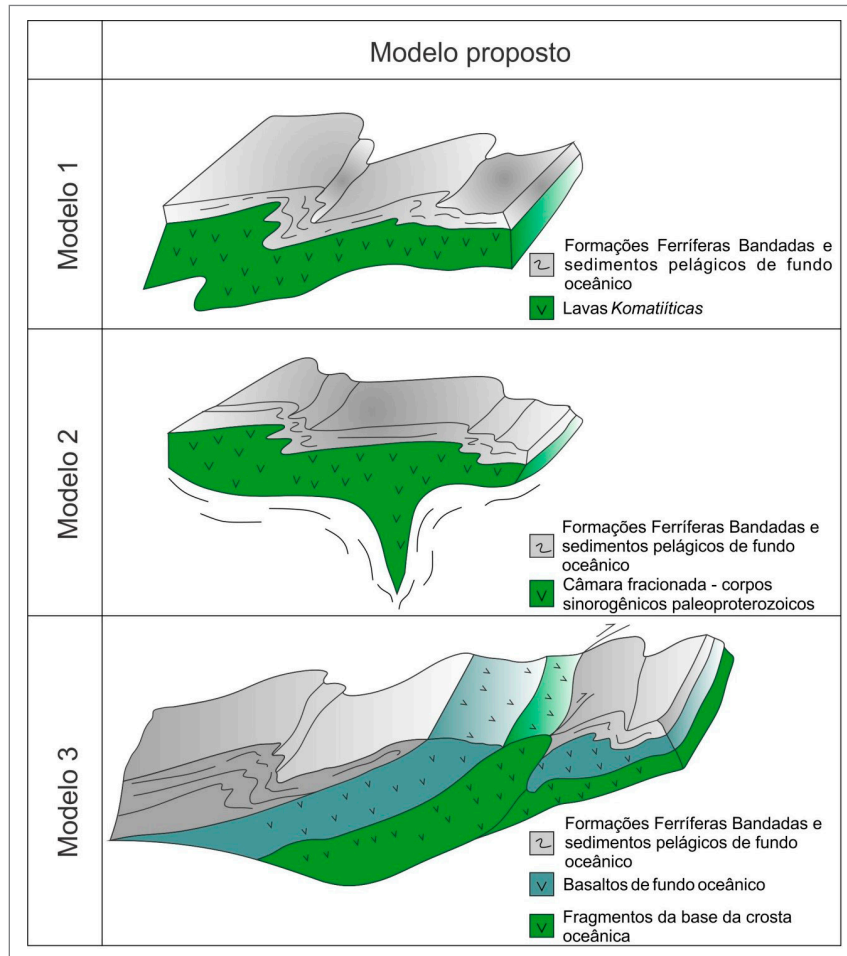 Modelo proposto
Modelo 1
Formações Ferríferas Bandadas e
sedimentos pelágicos de fundo
oceânico
Lavas Komatiíticas
Modelo 2
Formações Ferríferas Bandadas e
sedimentos pelágicos de fundo
oceânico
Câmara fracionada - corpos
sinorogênicos paleoproterozoicos
Modelo 3
Formações Ferríferas Bandadas e
sedimentos pelágicos de fundo
oceânico
Basaltos de fundo oceânico
Fragmentos da base da crosta
oceânica